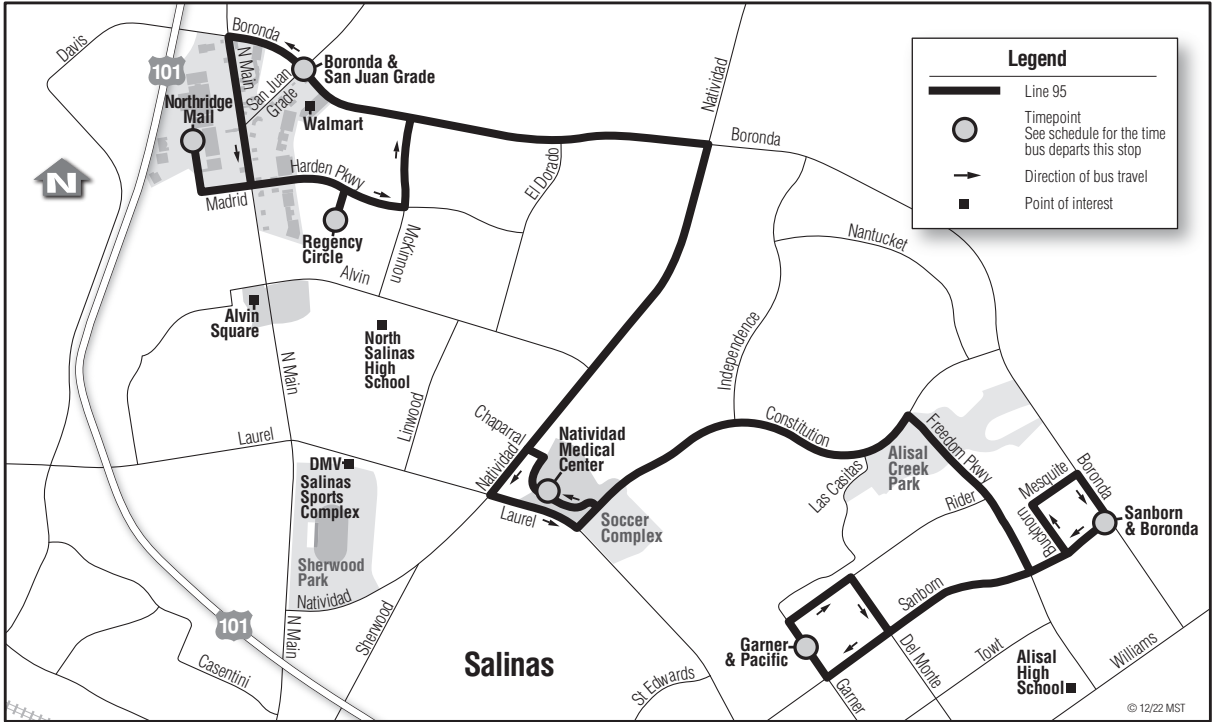 Davis
Boronda
101
N Main
San Juan
Grade
Boronda &
San Juan Grade
Northridge
Mall
Walmart
Natividad
Boronda
N
Madrid
Harden Pkwy
El Dorado
Regency
Circle
McKinnon
Alvin
Nantucket
Alvin
Square
North
Salinas
High
School
N Main
Linwood
Independence
Laurel
Chaparral
Natividad
Natividad
Medical
Center
Constitution
Freedom Pkwy
Alisal
Creek
Park
Las Casitas
DMV
Salinas
Sports
Complex
Laurel
Soccer
Complex
Rider
Mesquite
Boronda
Buckhorn
Sanborn
& Boronda
Sherwood
Park
Natividad
N Main
Sherwood
101
Casentini
Salinas
St Edwards
Garner
& Pacific
Garner
Del Monte
Sanborn
Towt
Alisal
High
School
Williams
Legend
Line 95
Timepoint
See schedule for the time
bus departs this stop
Direction of bus travel
Point of interest
© 12/22 MST